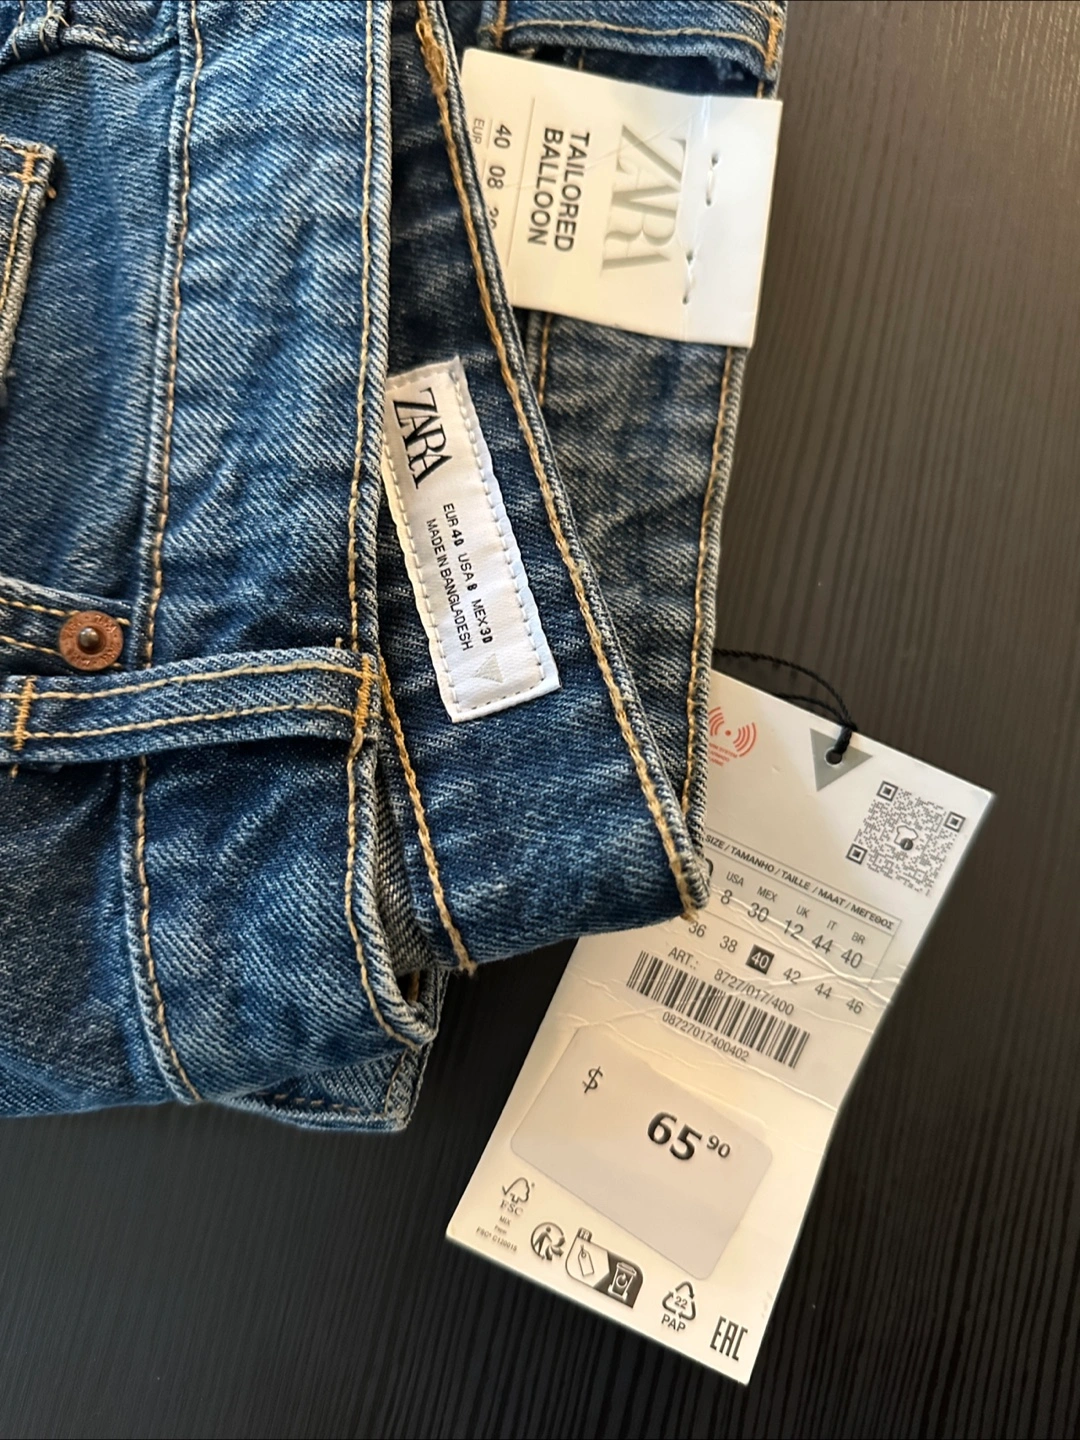 ZARA
TAILORED
BALLOON
40 08
EUR
ZARA
EUR 40 USA 8 MEX 30
MADE IN BANGLADESH
SIZE / TAMANHO / TAILLE / MAAT / ΜΕΓΕΘΟΣ
USA MEX UK IT BR
8 30 12 44 40
36 38 40 42 44 46
ART.: 8727/017/400
08727017400402
$
65 90
FSC
MIX
Paper
FR
22
PAP
EAC